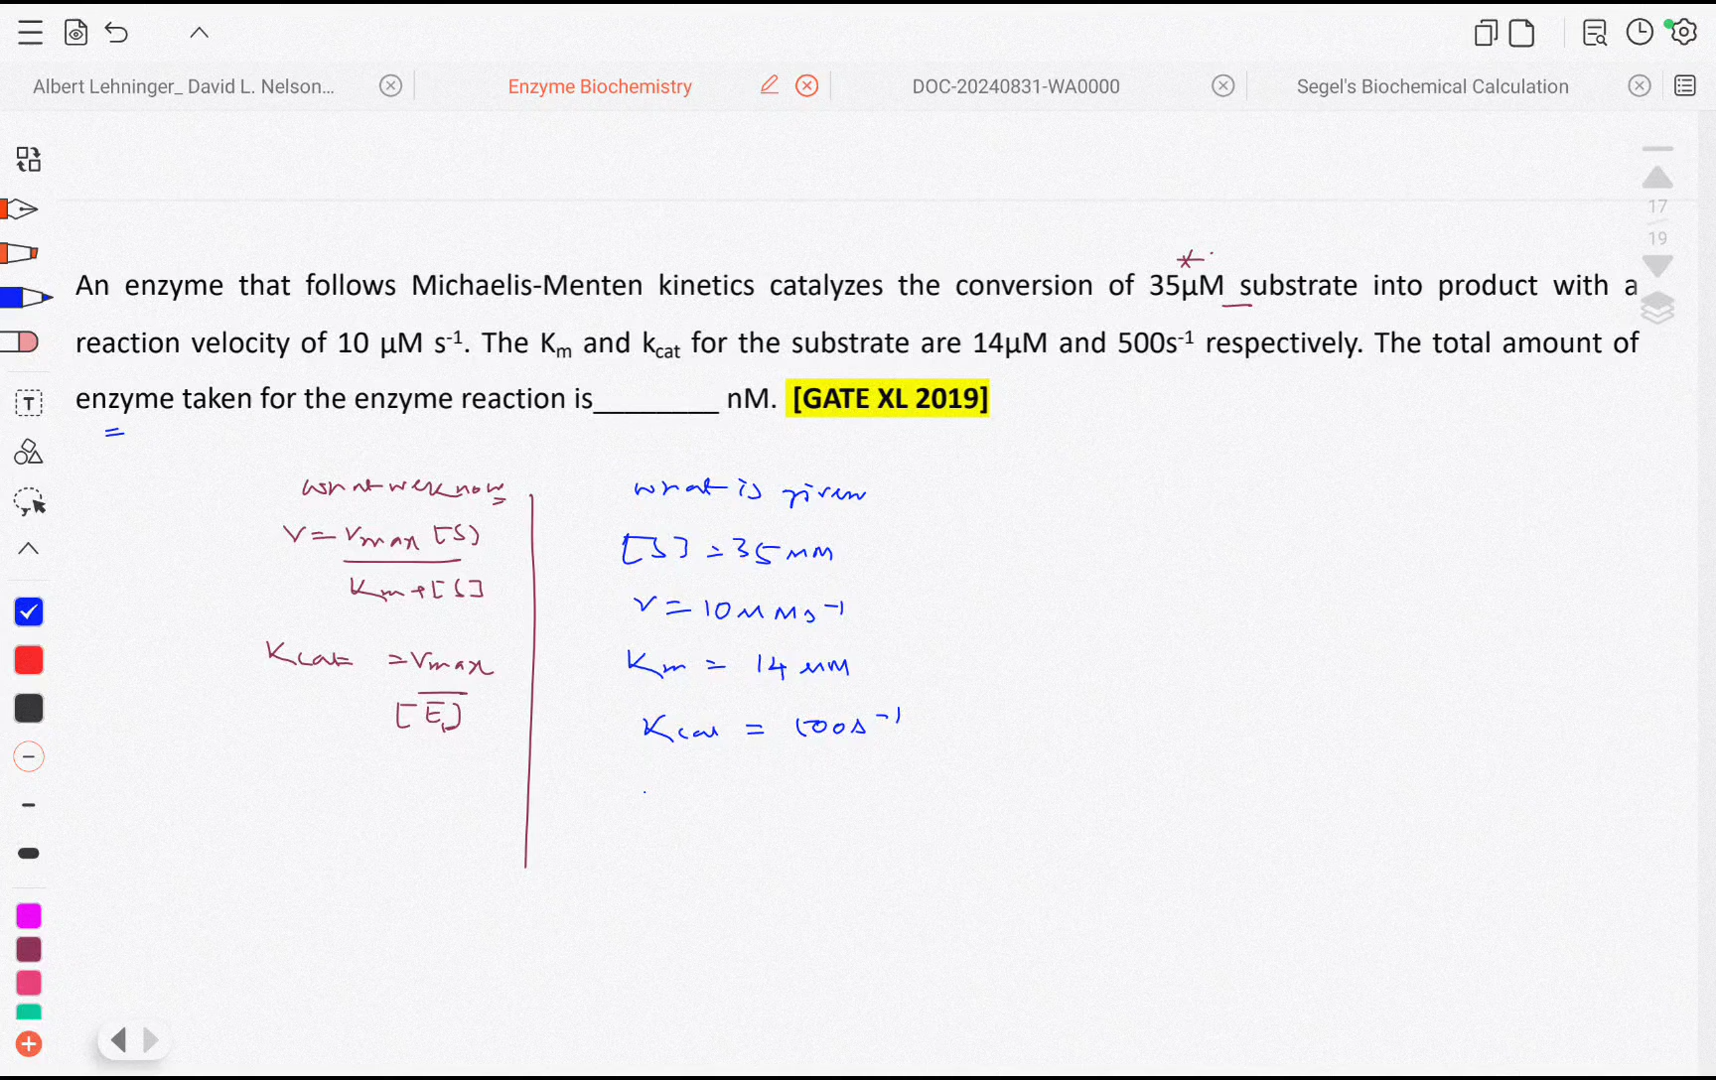 Albert Lehninger_ David L. Nelson... Enzyme Biochemistry DOC-20240831-WA0000 Segel's Biochemical Calculation
17
19
An enzyme that follows Michaelis-Menten kinetics catalyzes the conversion of 35µM substrate into product with a
reaction velocity of 10 µM s-1. The Km and kcat for the substrate are 14µM and 500s-1 respectively. The total amount of
enzyme taken for the enzyme reaction is________ nM. [GATE XL 2019]
what we know
V = Vmax [S]
Km + [S]
Kcat = Vmax
[Et]
what is given
[S] = 35 µM
V = 10 µM s-1
Km = 14 µM
Kcat = 500s-1
T